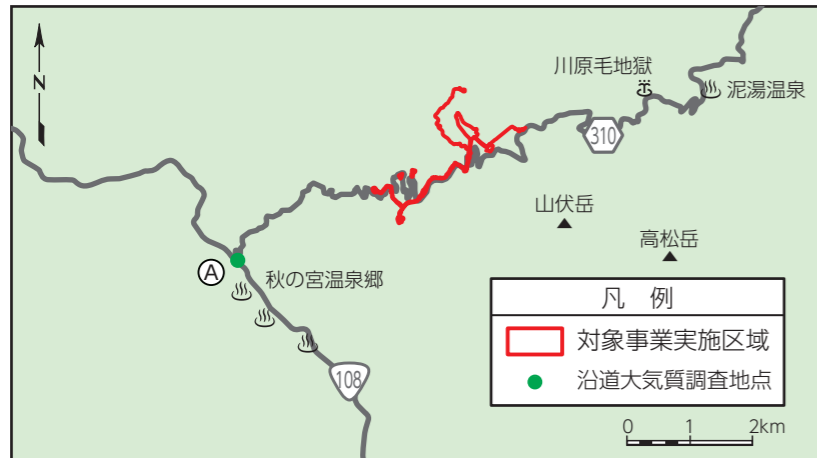 N
川原毛地獄
泥湯温泉
310
山伏岳
高松岳
A
秋の宮温泉郷
108
凡 例
対象事業実施区域
沿道大気質調査地点
0 1 2km